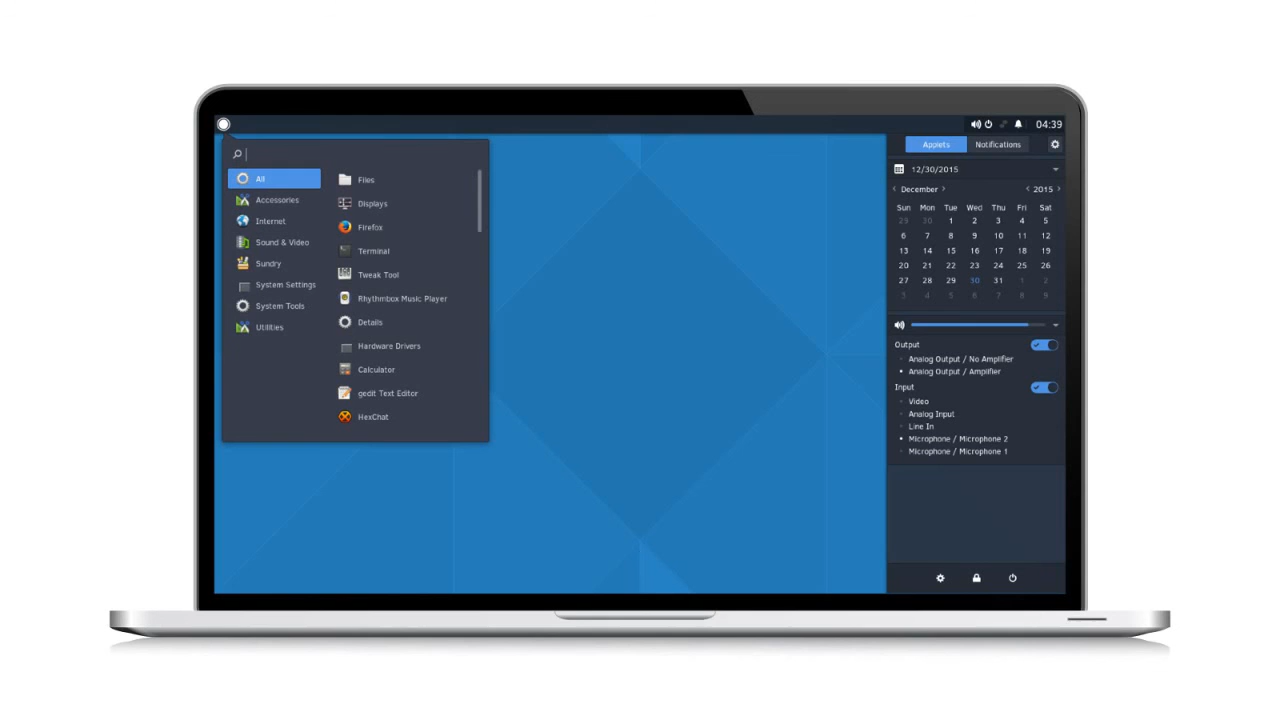 04:39
All
Accessories
Internet
Sound & Video
Sundry
System Settings
System Tools
Utilities
Files
Displays
Firefox
Terminal
Tweak Tool
Rhythmbox Music Player
Details
Hardware Drivers
Calculator
gedit Text Editor
HexChat
Applets Notifications
12/30/2015
December 2015
Sun Mon Tue Wed Thu Fri Sat
29 30 1 2 3 4 5
6 7 8 9 10 11 12
13 14 15 16 17 18 19
20 21 22 23 24 25 26
27 28 29 30 31 1 2
3 4 5 6 7 8 9
Output
Analog Output / No Amplifier
Analog Output / Amplifier
Input
Video
Analog Input
Line In
Microphone / Microphone 2
Microphone / Microphone 1